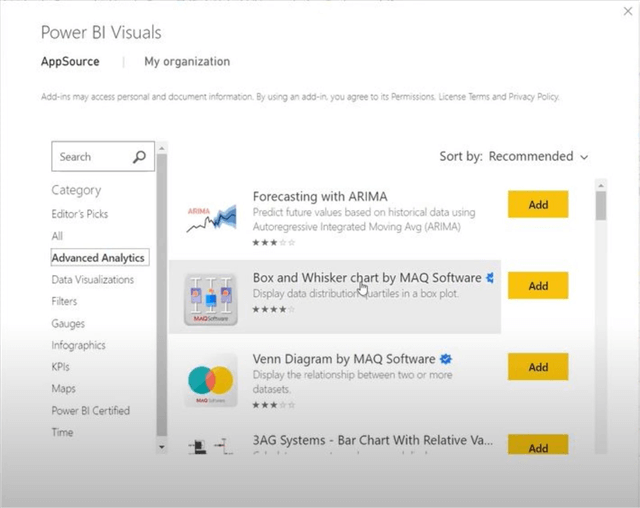 Power BI Visuals
AppSource | My organization
Add-ins may access personal and document information. By using an add-in, you agree to its Permissions, License Terms and Privacy Policy.
Search
Sort by: Recommended
Category
Editor's Picks
All
Advanced Analytics
Data Visualizations
Filters
Gauges
Infographics
KPIs
Maps
Power BI Certified
Time
ARIMA
Forecasting with ARIMA
Predict future values based on historical data using
Autoregressive Integrated Moving Avg (ARIMA)
Add
MAQSoftware
Box and Whisker chart by MAQ Software
Display data distribution quartiles in a box plot.
Add
MAQ Software
Venn Diagram by MAQ Software
Display the relationship between two or more
datasets.
Add
3AG Systems - Bar Chart With Relative Va...
Add